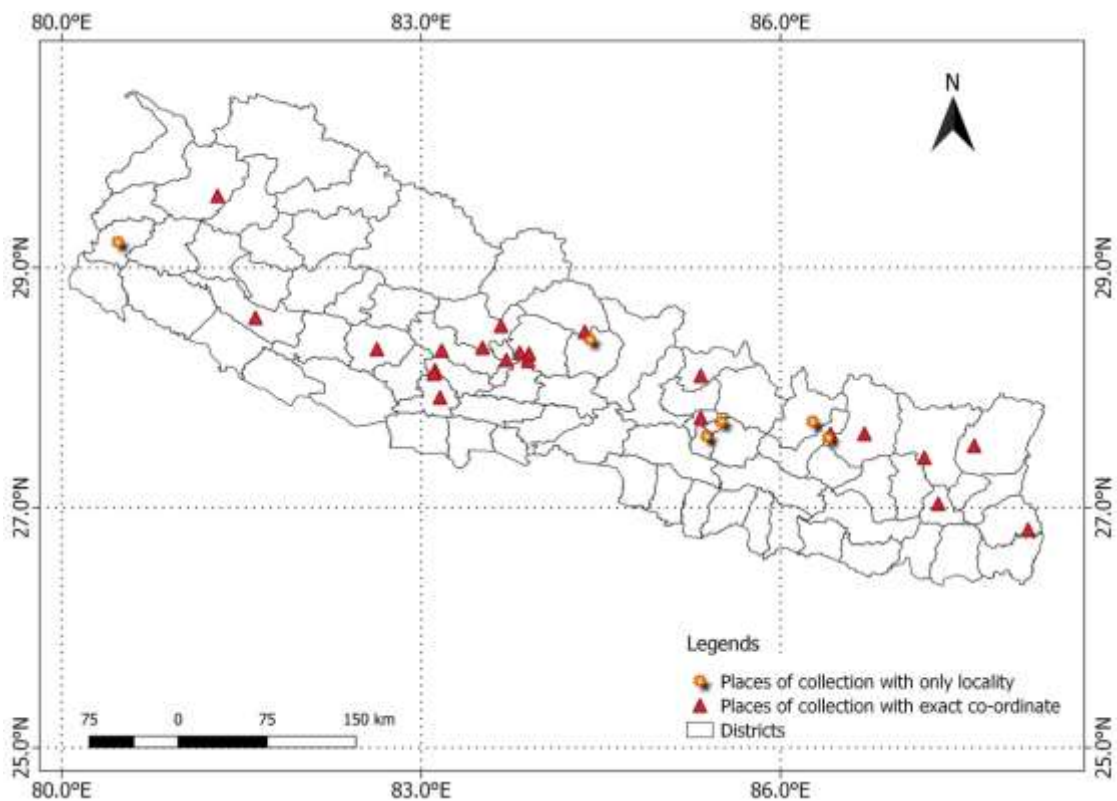 80.0°E 83.0°E 86.0°E
N
29.0°N 29.0°N
27.0°N 27.0°N
Legends
Places of collection with only locality
Places of collection with exact co-ordinate
Districts
75 0 75 150 km
25.0°N 25.0°N
80.0°E 83.0°E 86.0°E